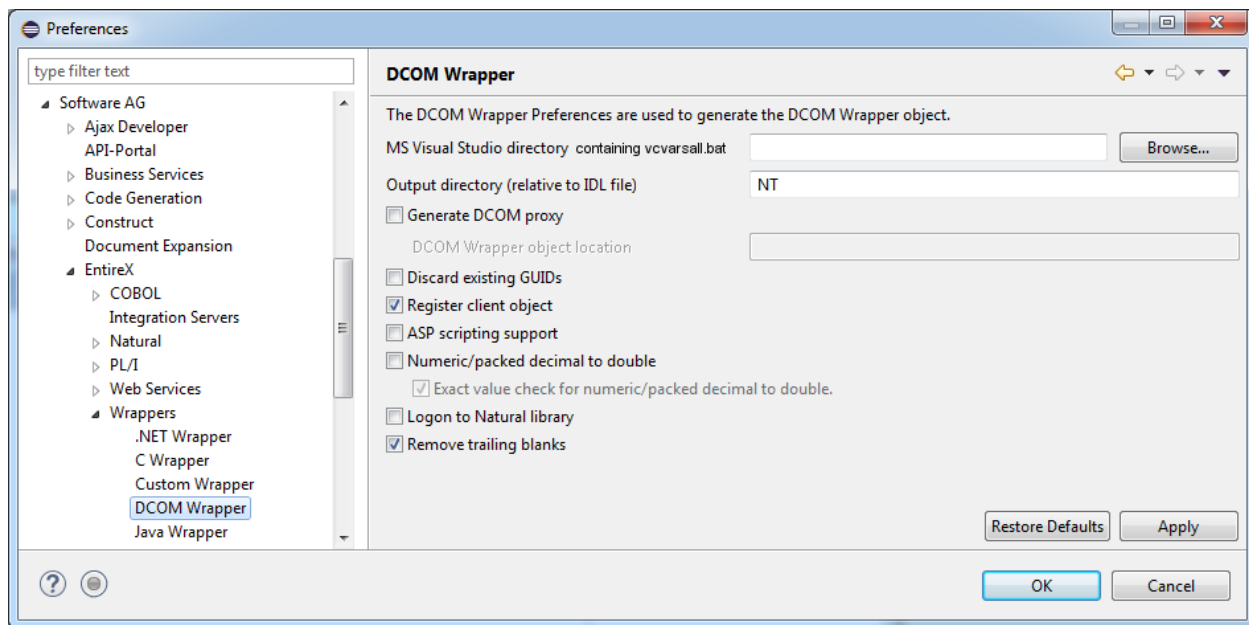 Preferences
type filter text
Software AG
Ajax Developer
API-Portal
Business Services
Code Generation
Construct
Document Expansion
EntireX
COBOL
Integration Servers
Natural
PL/I
Web Services
Wrappers
.NET Wrapper
C Wrapper
Custom Wrapper
DCOM Wrapper
Java Wrapper
DCOM Wrapper
The DCOM Wrapper Preferences are used to generate the DCOM Wrapper object.
MS Visual Studio directory containing vcvarsall.bat Browse...
Output directory (relative to IDL file) NT
Generate DCOM proxy
DCOM Wrapper object location
Discard existing GUIDs
Register client object
ASP scripting support
Numeric/packed decimal to double
Exact value check for numeric/packed decimal to double.
Logon to Natural library
Remove trailing blanks
Restore Defaults Apply
OK Cancel